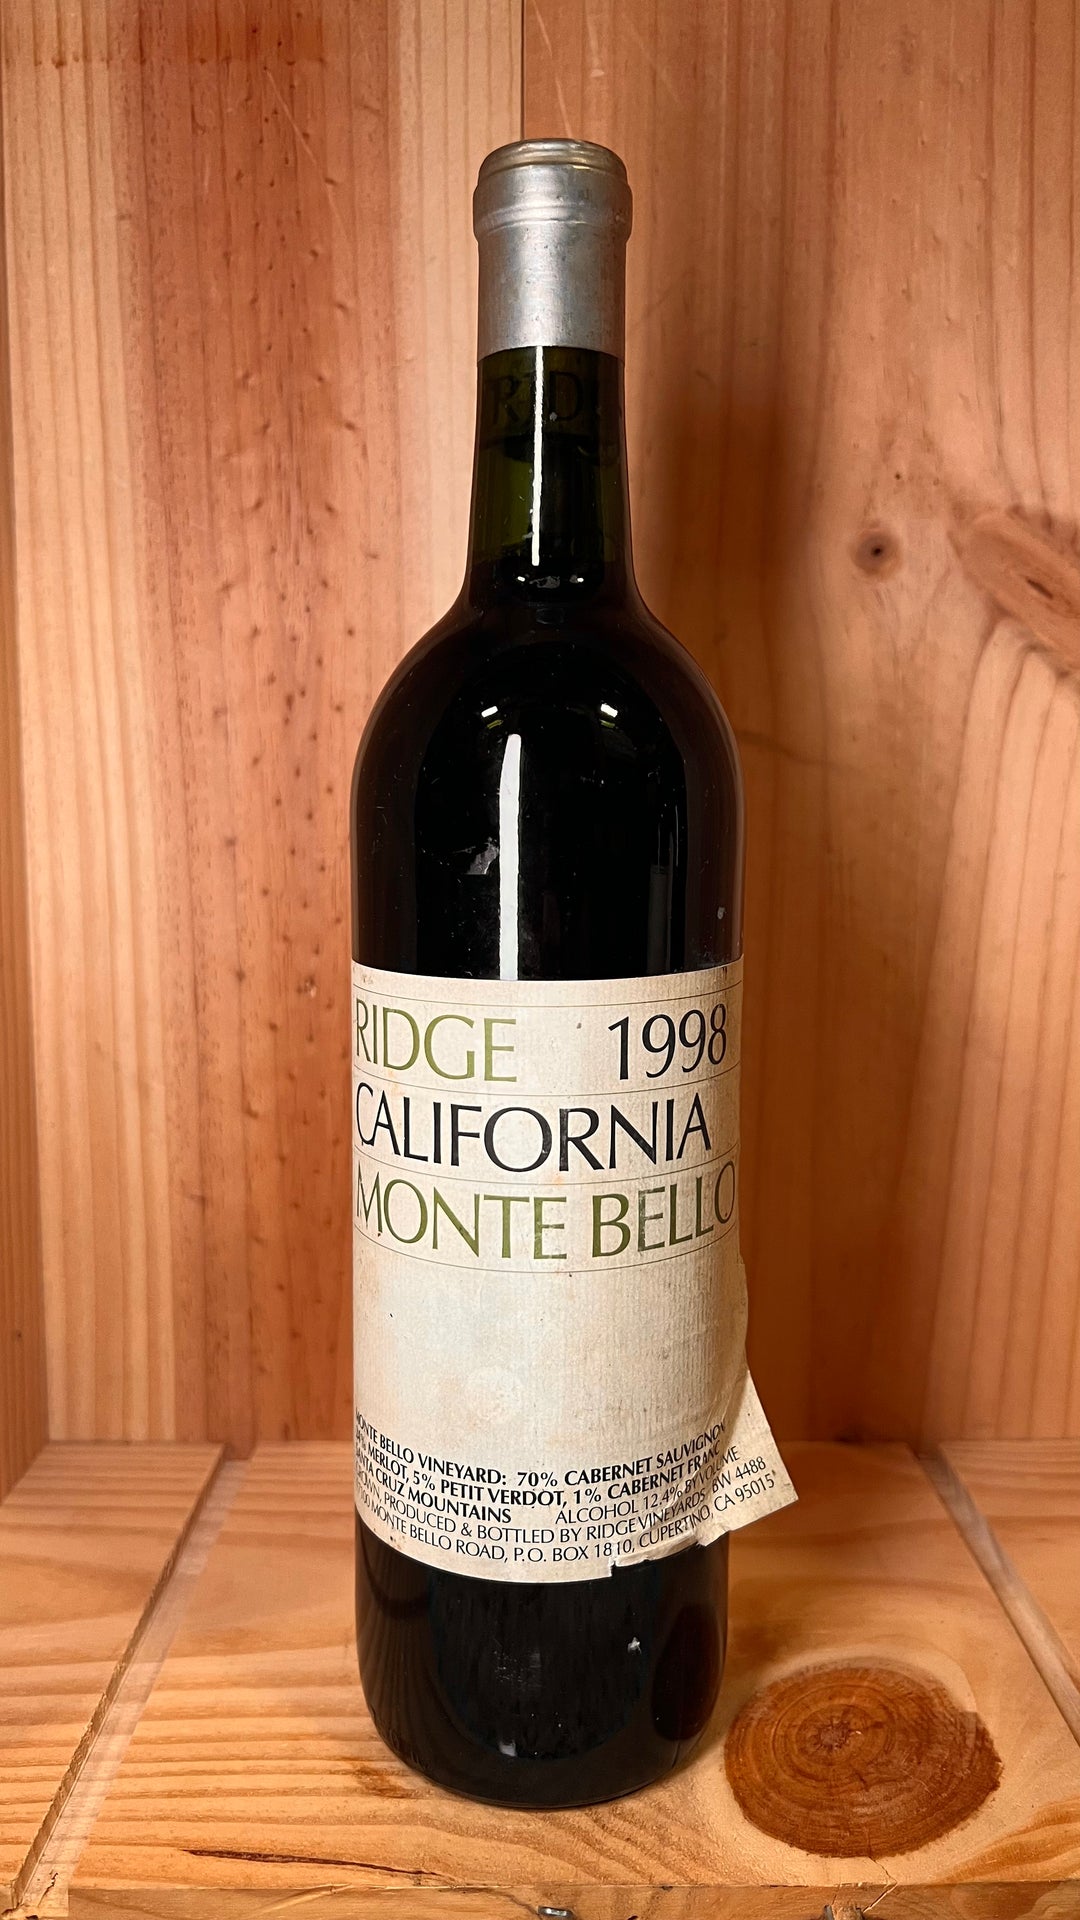 RIDGE 1998
CALIFORNIA
MONTE BELLO
MONTE BELLO VINEYARD: 70% CABERNET SAUVIGNON
MERLOT, 5% PETIT VERDOT, 1% CABERNET FRANC
SANTA CRUZ MOUNTAINS ALCOHOL 12.4% BY VOLUME
GROWN, PRODUCED & BOTTLED BY RIDGE VINEYARDS, BW 4488
MONTE BELLO ROAD, P.O. BOX 1810, CUPERTINO, CA 95015